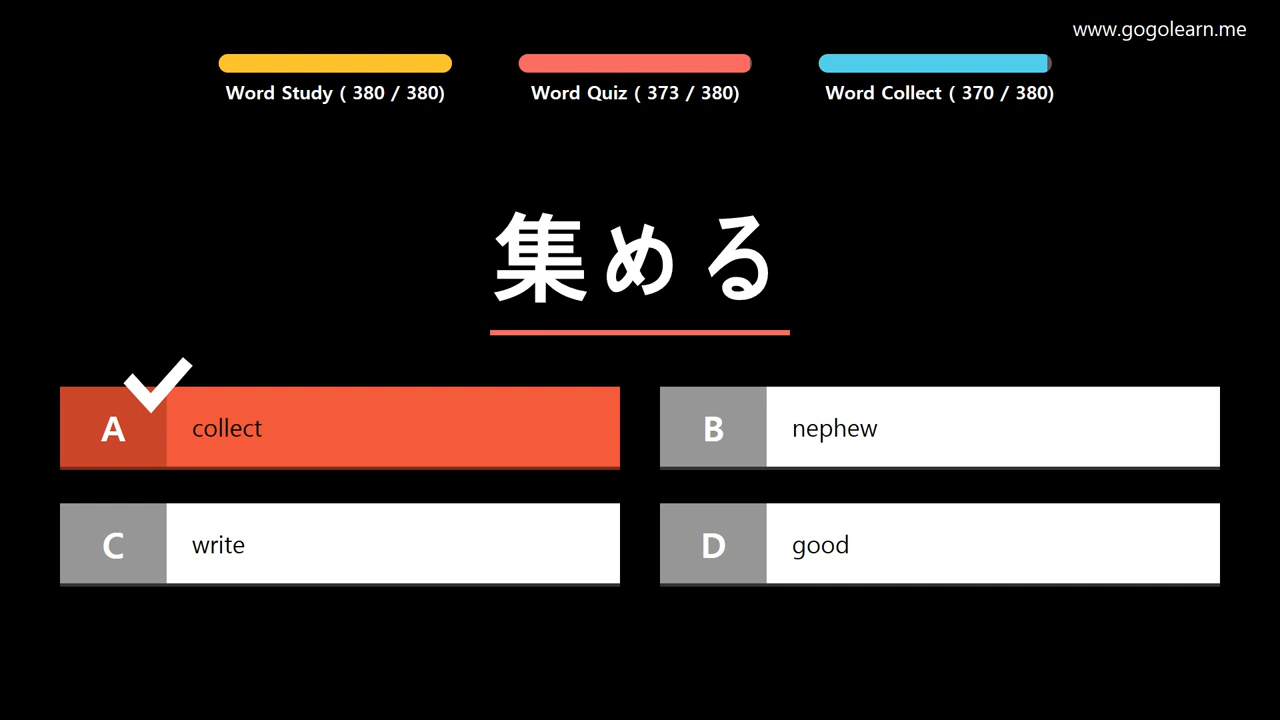 www.gogolearn.me
Word Study ( 380 / 380)
Word Quiz ( 373 / 380)
Word Collect ( 370 / 380)
集める
A collect
B nephew
C write
D good